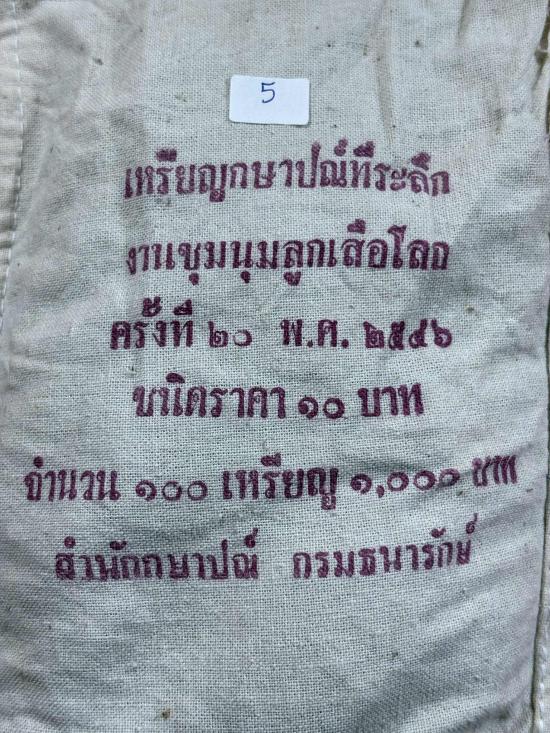 5
เหรียญกษาปณ์ที่ระลึก
งานชุมนุมลูกเสือโลก
ครั้งที่ ๒๐ พ.ศ. ๒๕๔๖
ชนิดราคา ๑๐ บาท
จำนวน ๑๐๐ เหรียญ ๑,๐๐๐ บาท
สำนักกษาปณ์ กรมธนารักษ์